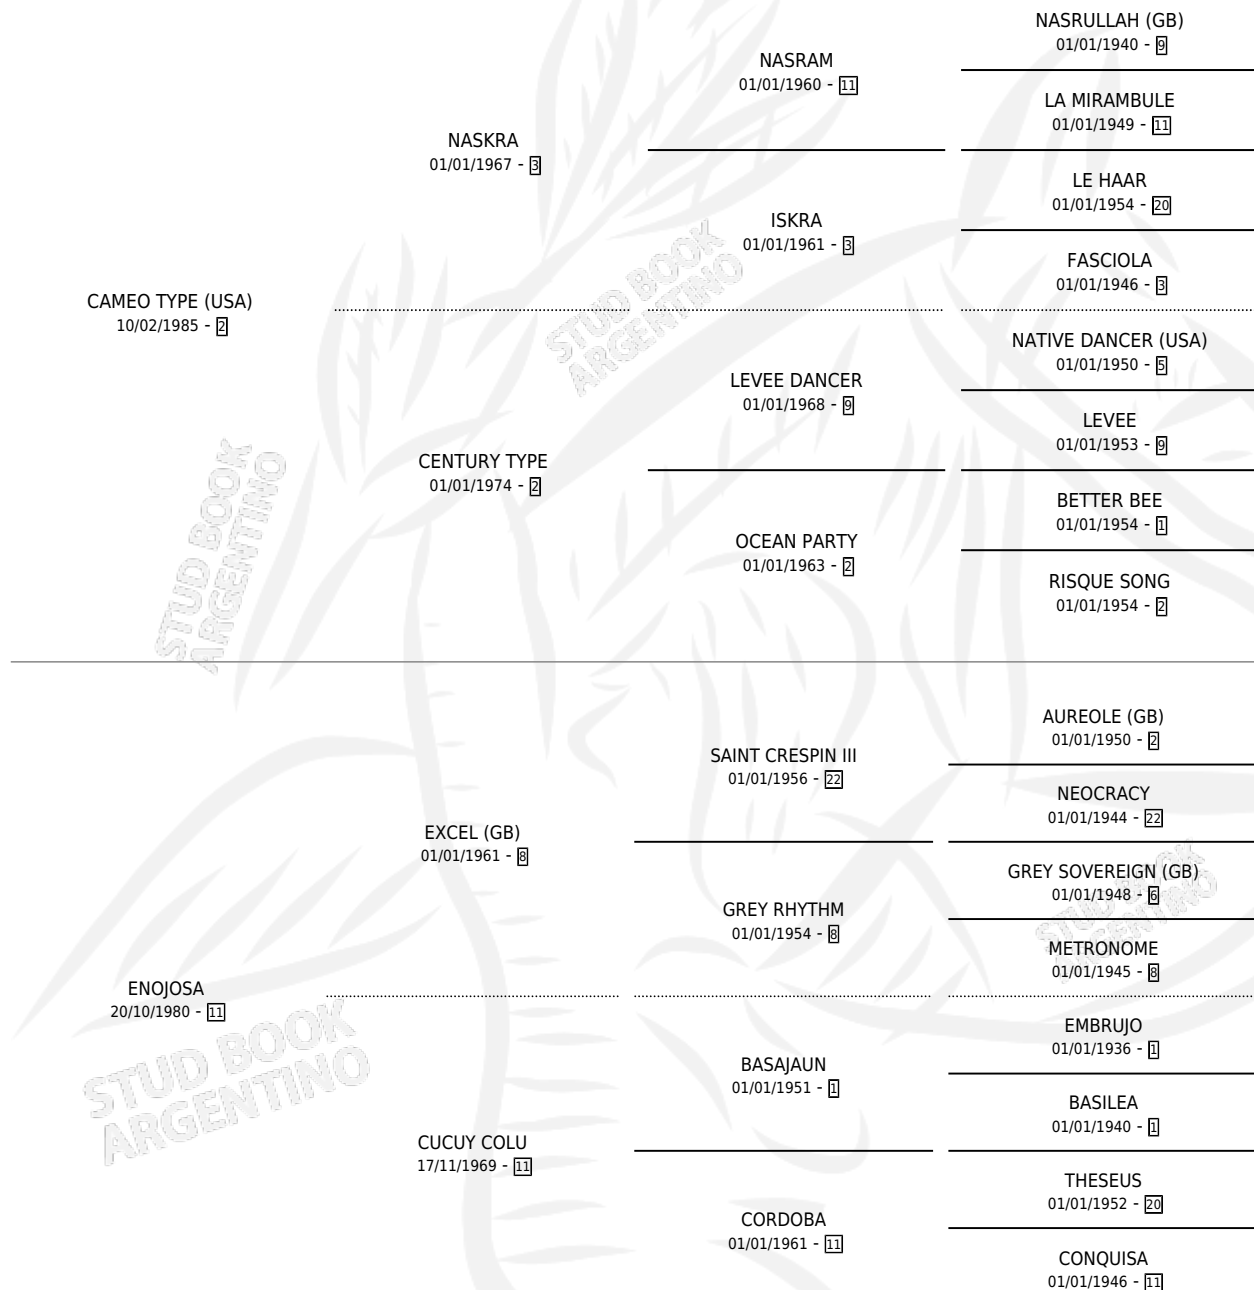 NASRULLAH (GB)
01/01/1940 - 9
NASRAM
01/01/1960 - 11
LA MIRAMBULE
01/01/1949 - 11
NASKRA
01/01/1967 - 3
LE HAAR
01/01/1954 - 20
ISKRA
01/01/1961 - 3
FASCIOLA
01/01/1946 - 3
CAMEO TYPE (USA)
10/02/1985 - 2
STUD BOOK
ARGENTINO
NATIVE DANCER (USA)
01/01/1950 - 5
LEVEE DANCER
01/01/1968 - 9
LEVEE
01/01/1953 - 9
CENTURY TYPE
01/01/1974 - 2
BETTER BEE
01/01/1954 - 1
OCEAN PARTY
01/01/1963 - 2
RISQUE SONG
01/01/1954 - 2
STUD BOOK
ARGENTINO
AUREOLE (GB)
01/01/1950 - 2
SAINT CRESPIN III
01/01/1956 - 22
NEOCRACY
01/01/1944 - 22
EXCEL (GB)
01/01/1961 - 8
GREY SOVEREIGN (GB)
01/01/1948 - 6
GREY RHYTHM
01/01/1954 - 8
METRONOME
01/01/1945 - 8
STUD BOOK
ARGENTINO
ENOJOSA
20/10/1980 - 11
STUD BOOK
ARGENTINO
EMBRUJO
01/01/1936 - 1
BASAJAUN
01/01/1951 - 1
BASILEA
01/01/1940 - 1
CUCUY COLU
17/11/1969 - 11
THESEUS
01/01/1952 - 20
CORDOBA
01/01/1961 - 11
CONQUISA
01/01/1946 - 11